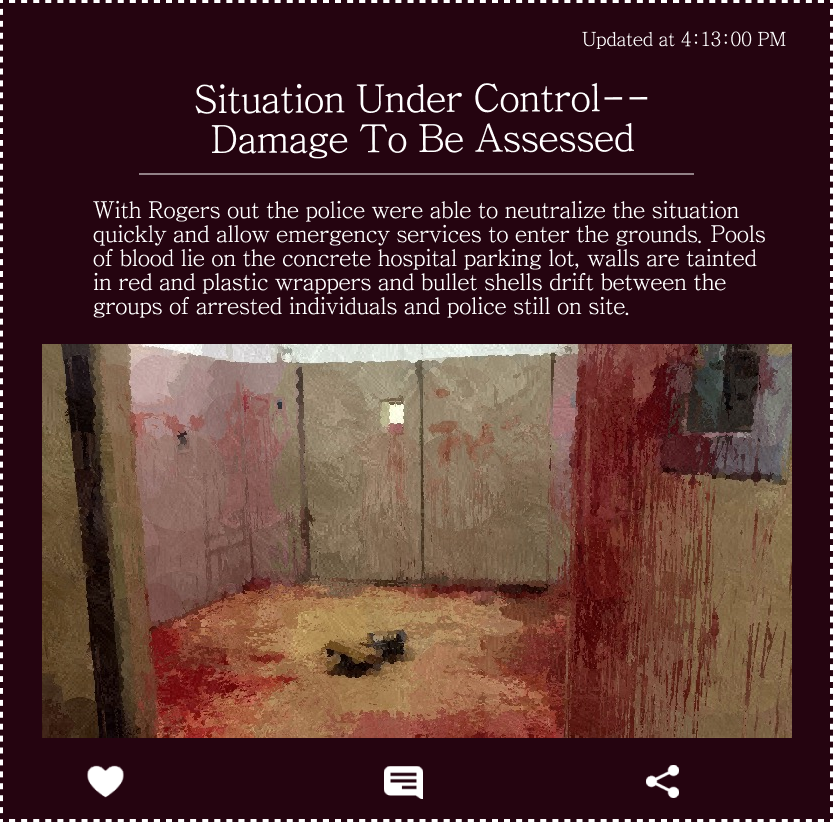 Updated at 4:13:00 PM
Situation Under Control--
Damage To Be Assessed
With Rogers out the police were able to neutralize the situation
quickly and allow emergency services to enter the grounds. Pools
of blood lie on the concrete hospital parking lot, walls are tainted
in red and plastic wrappers and bullet shells drift between the
groups of arrested individuals and police still on site.